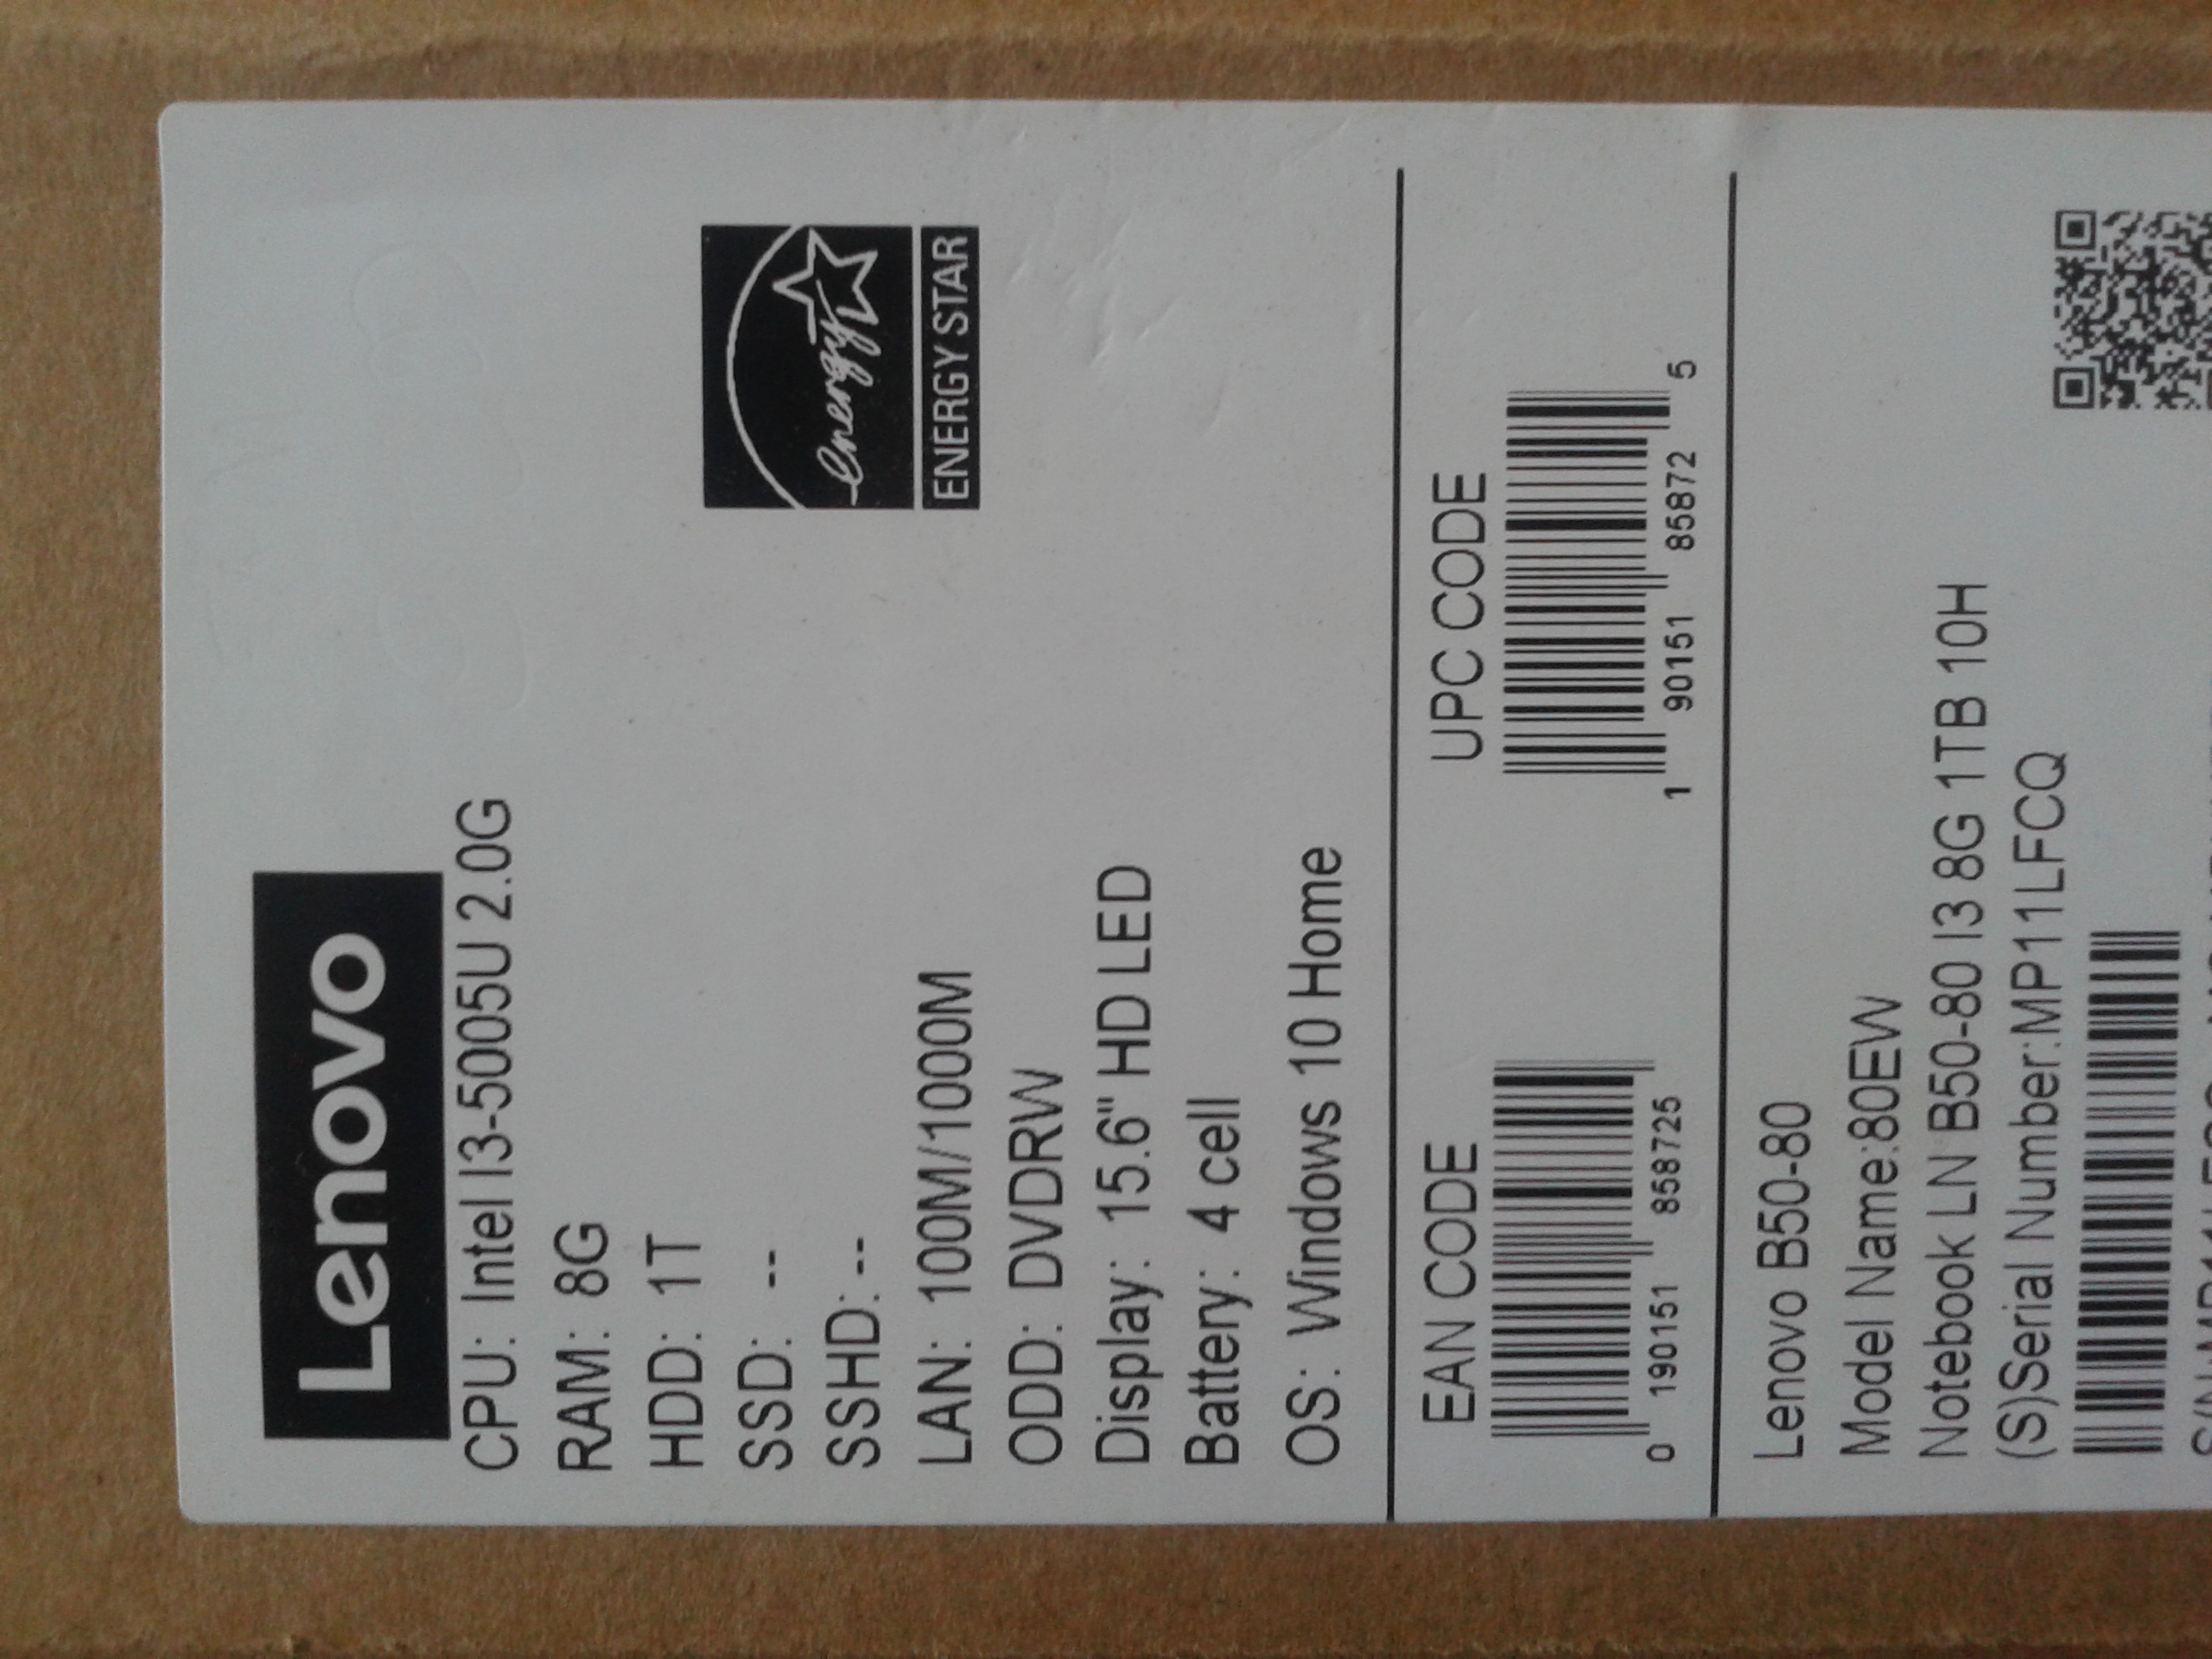 Lenovo
CPU: Intel I3-5005U 2.0G
RAM: 8G
HDD: 1T
SSD: --
SSHD: --
LAN: 100M/1000M
ODD: DVDRW
Display: 15.6" HD LED
Battery: 4 cell
OS: Windows 10 Home
energy
ENERGY STAR
EAN CODE
0 190151 858725
UPC CODE
1 90151 85872 5
Lenovo B50-80
Model Name:80EW
Notebook LN B50-80 I3 8G 1TB 10H
(S)Serial Number:MP11LFCQ